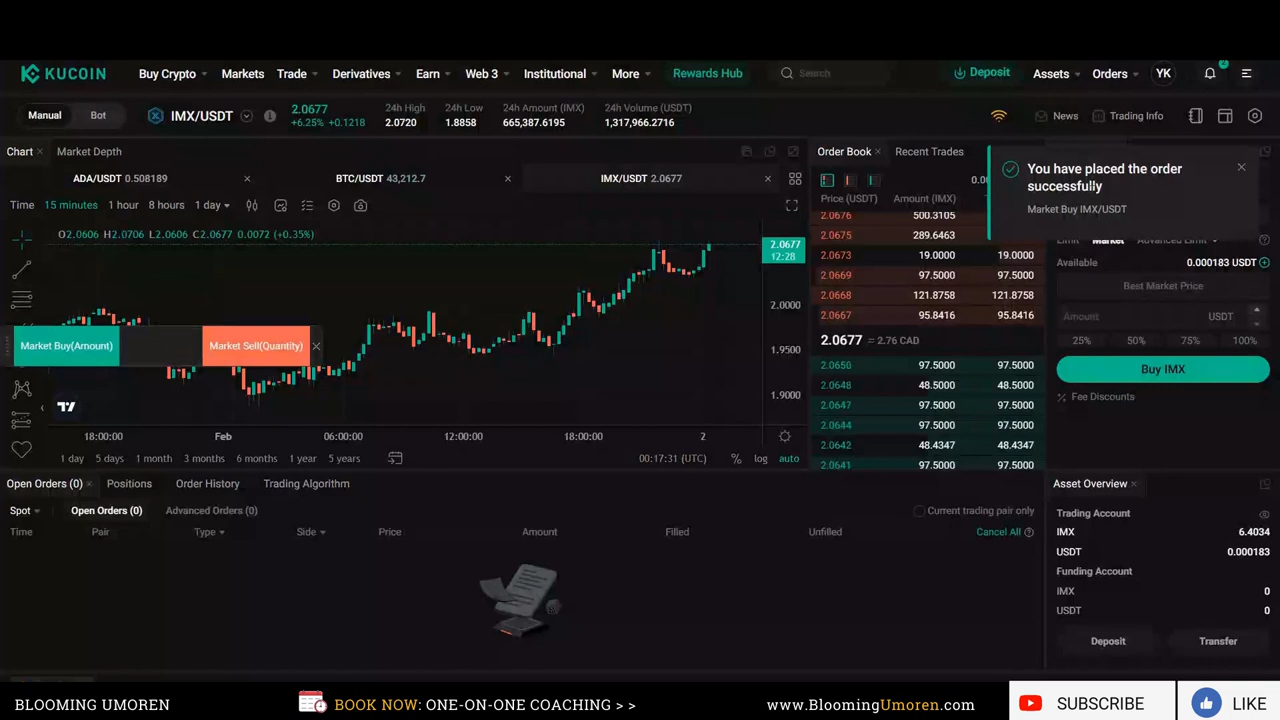 KUCOIN
Buy Crypto
Markets
Trade
Derivatives
Earn
Web 3
Institutional
More
Rewards Hub
Search
Deposit
Assets
Orders
YK
2
Manual
Bot
IMX/USDT
2.0677
+6.25% +0.1218
24h High
2.0720
24h Low
1.8858
24h Amount (IMX)
665,387.6195
24h Volume (USDT)
1,317,966.2716
News
Trading Info
Chart
Market Depth
ADA/USDT 0.508189
BTC/USDT 43,212.7
IMX/USDT 2.0677
Time
15 minutes
1 hour
8 hours
1 day
O2.0606 H2.0706 L2.0606 C2.0677 0.0072 (+0.35%)
2.0677
12:28
2.0000
1.9500
1.9000
Market Buy(Amount)
Market Sell(Quantity)
18:00:00
Feb
06:00:00
12:00:00
18:00:00
2
1 day
5 days
1 month
3 months
6 months
1 year
5 years
00:17:31 (UTC)
%
log
auto
Order Book
Recent Trades
Price (USDT)
Amount (IMX)
2.0676 500.3105
2.0675 289.6463
2.0673 19.0000 19.0000
2.0669 97.5000 97.5000
2.0668 121.8758 121.8758
2.0667 95.8416 95.8416
2.0677 = 2.76 CAD
2.0650 97.5000 97.5000
2.0648 48.5000 48.5000
2.0647 97.5000 97.5000
2.0644 97.5000 97.5000
2.0642 48.4347 48.4347
2.0641 97.5000 97.5000
You have placed the order
successfully
Market Buy IMX/USDT
Limit
Market
Advanced Limit
Available
0.000183 USDT
Best Market Price
Amount
USDT
25%
50%
75%
100%
Buy IMX
Fee Discounts
Open Orders (0)
Positions
Order History
Trading Algorithm
Spot
Open Orders (0)
Advanced Orders (0)
Current trading pair only
Time
Pair
Type
Side
Price
Amount
Filled
Unfilled
Cancel All
Asset Overview
Trading Account
IMX 6.4034
USDT 0.000183
Funding Account
IMX 0
USDT 0
Deposit
Transfer
BLOOMING UMOREN
BOOK NOW: ONE-ON-ONE COACHING > >
www.BloomingUmoren.com
SUBSCRIBE
LIKE